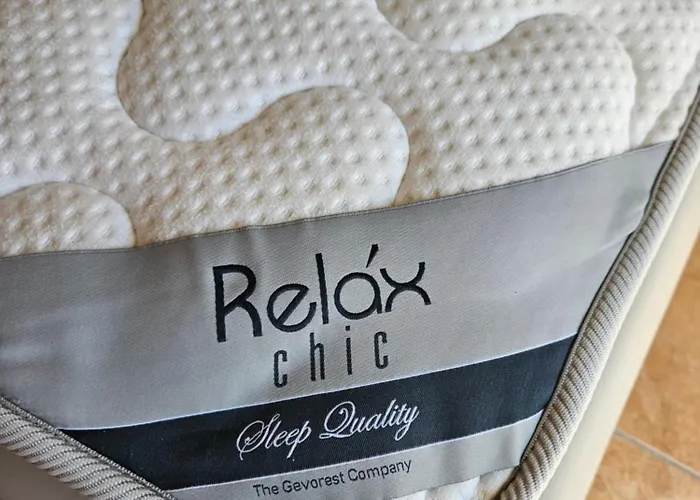 Reláx
chic
Sleep Quality
The Gevorest Company